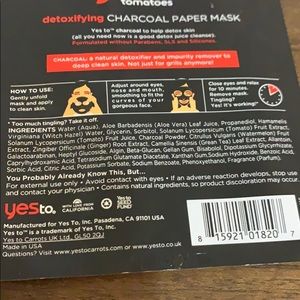 tomatoes
detoxifying CHARCOAL PAPER MASK
Yes to™ charcoal to help detox skin
(all you need now is a good detox juice cleanse).
Formulated without Parabens, SLS and Silicones.
CHARCOAL: a natural detoxifier and impurity remover to
deep clean skin. Not just for grills anymore!
HOW TO USE:
Gently unfold
mask and apply
to clean skin.
Adjust around eyes,
nose and mouth,
smoothing to fit the
curves of your
gorgeous face.
Close eyes and relax
for 10 minutes.
Remove mask.
Tingling?
Yay! It's working!*
* Too much tingling? Take it off.
INGREDIENTS Water (Aqua), Aloe Barbadensis (Aloe Vera) Leaf Juice, Propanediol, Hamamelis
Virginiana (Witch Hazel) Water, Glycerin, Sorbitol, Solanum Lycopersicum (Tomato) Fruit Extract,
Solanum Lycopersicum (Tomato) Fruit Juice, Charcoal Powder, Citrullus Vulgaris (Watermelon) Fruit
Extract, Zingiber Officinale (Ginger) Root Extract, Camellia Sinensis (Green Tea) Leaf Extract,
Galactoarabinan, Heptyl Glucoside, Algin, Beta-Glucan, Gellan Gum, Bisabolol,
Caprylhydroxamic Acid, Tetrasodium Glutamate Diacetate, Xanthan Gum, Sodium Hydroxide, Benzoic Acid,
Sorbic Acid, Citric Acid, Potassium Sorbate, Sodium Benzoate, Phenoxyethanol, Fragrance (Parfum).
You Probably Already Know This, But...
For external use only • Avoid contact with eyes • If an adverse reaction develops, stop use
and contact your physician • Contains natural ingredients, so product discoloration may occur.
yes to.
WITH LOVE FROM
CALIFORNIA
Yes to
SEED
FUND
Manufactured for Yes To, Inc. Pasadena, CA 91101 USA
Yes to™ is a trademark of Yes To, Inc.
Yes to Carrots UK Ltd., GL50 2QJ
Made in USA
Questions? Visit www.yestocarrots.com or www.yesto.co.uk
8 15921 01820 7